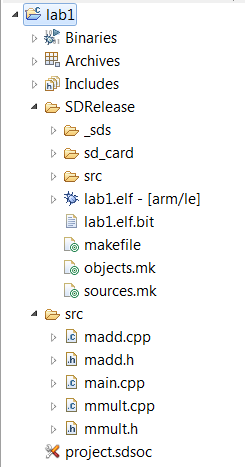 lab1
Binaries
Archives
Includes
SDRelease
_sds
sd_card
src
lab1.elf - [arm/le]
lab1.elf.bit
makefile
objects.mk
sources.mk
src
madd.cpp
madd.h
main.cpp
mmult.cpp
mmult.h
project.sdsoc